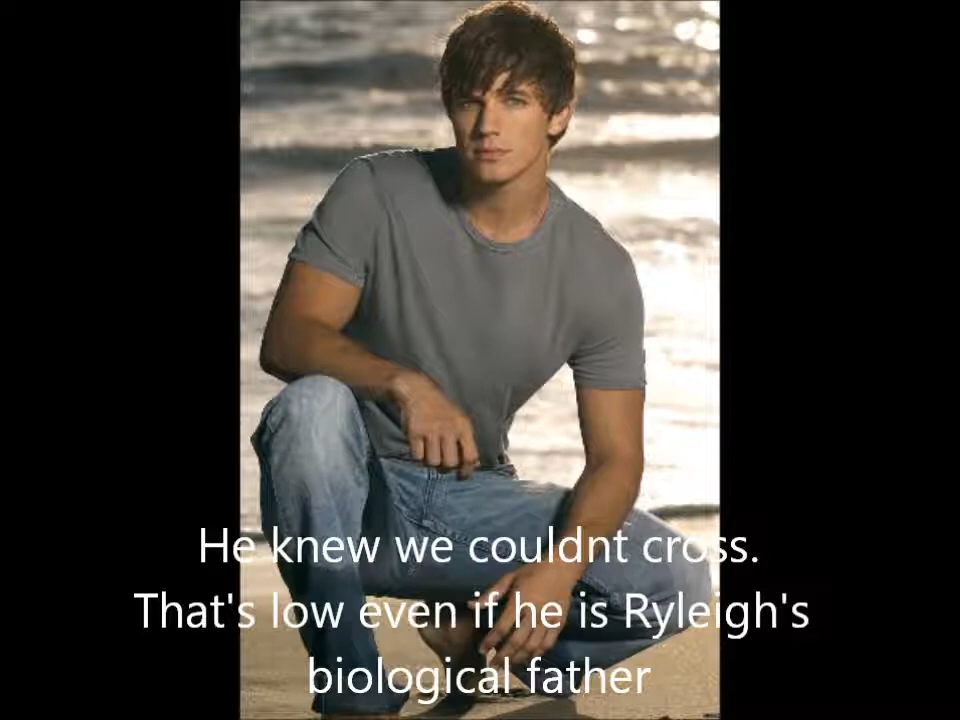 He knew we couldnt cross.
That's low even if he is Ryleigh's
biological father